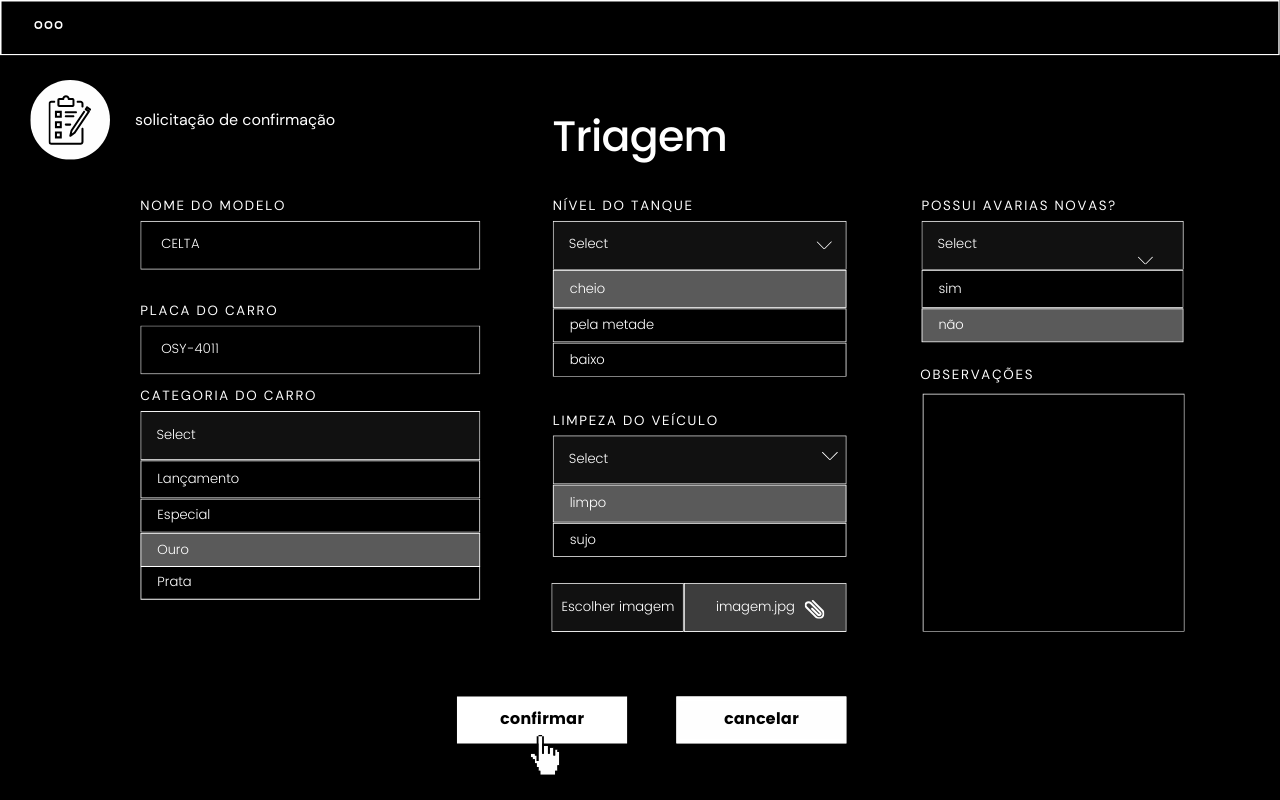 solicitação de confirmação
Triagem
NOME DO MODELO
CELTA
PLACA DO CARRO
OSY-4011
CATEGORIA DO CARRO
Select
Lançamento
Especial
Ouro
Prata
NÍVEL DO TANQUE
Select
cheio
pela metade
baixo
LIMPEZA DO VEÍCULO
Select
limpo
sujo
Escolher imagem
imagem.jpg
POSSUI AVARIAS NOVAS?
Select
sim
não
OBSERVAÇÕES
confirmar
cancelar